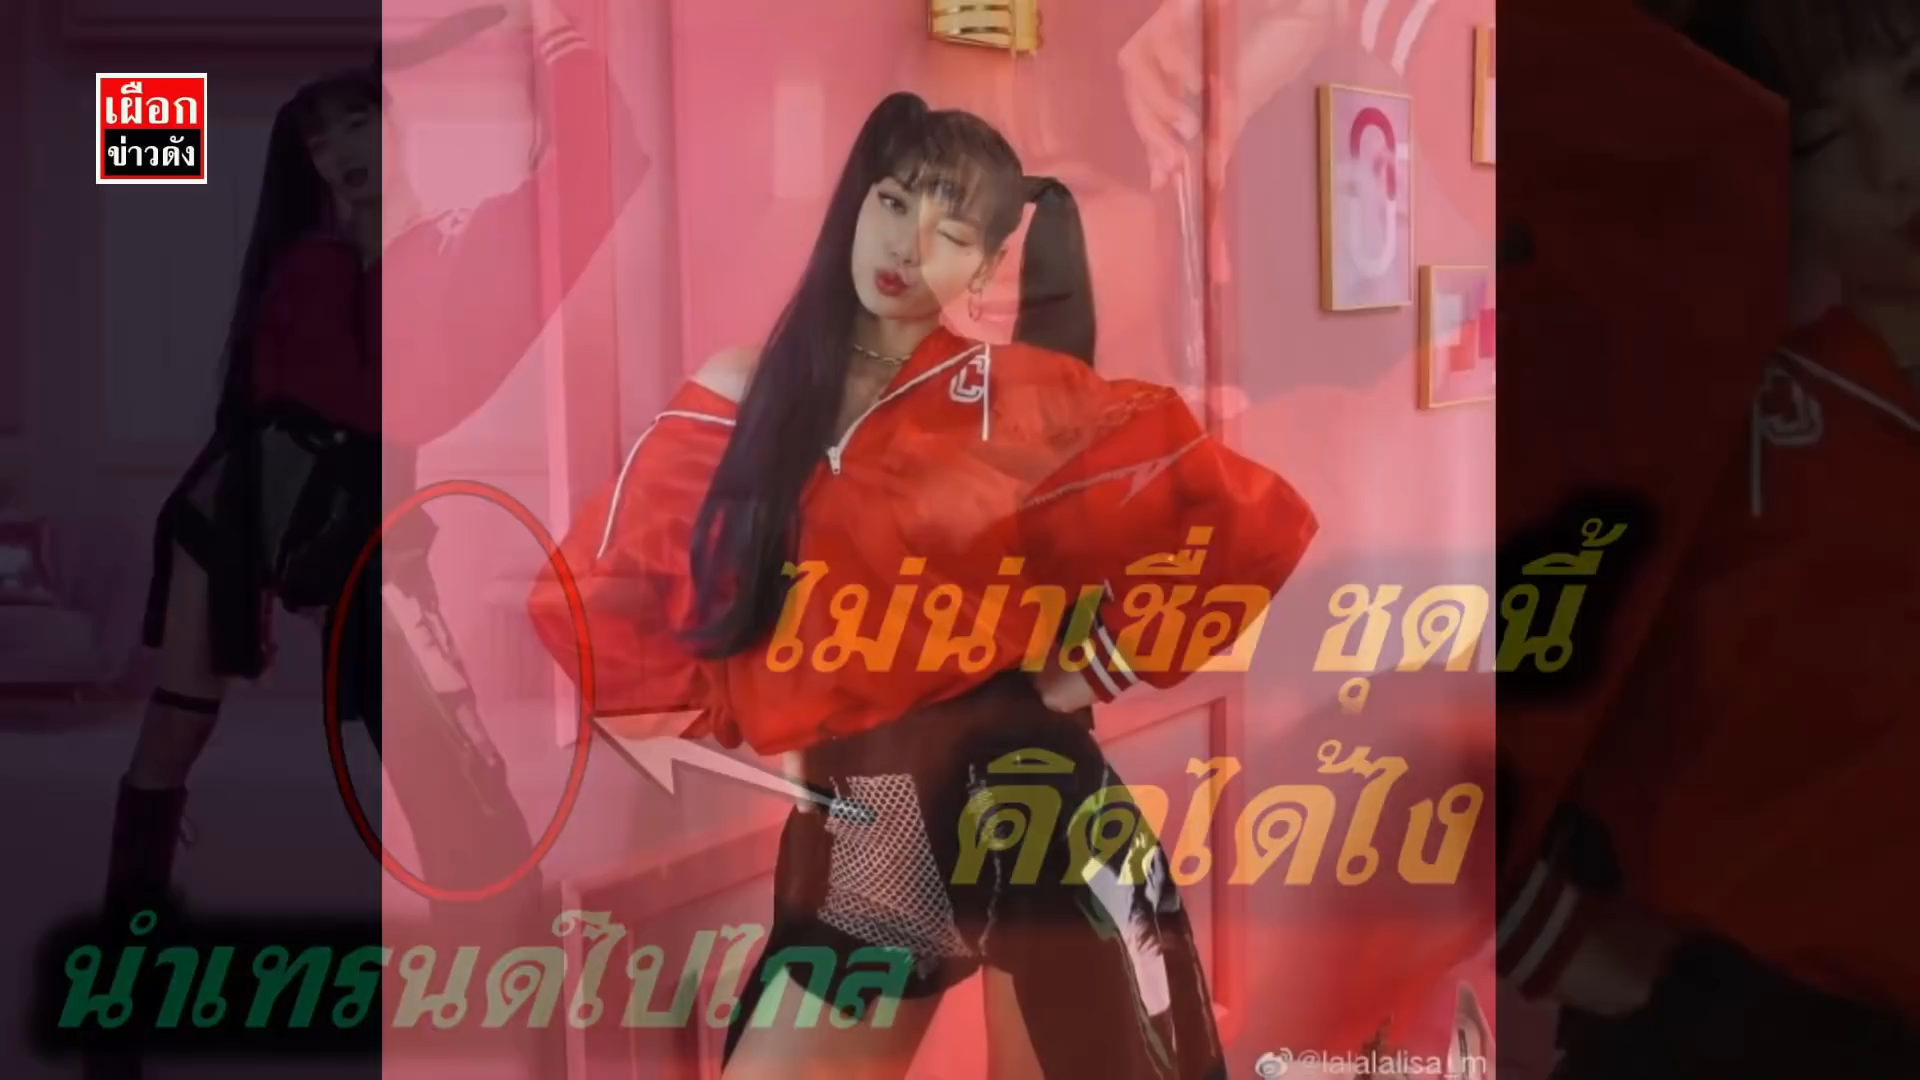 เผือก
ข่าวดัง
C
ไม่น่าเชื่อ ชุดนี้
คิดได้ไง
นำเทรนด์ไปไกล
@lalalalisa_m